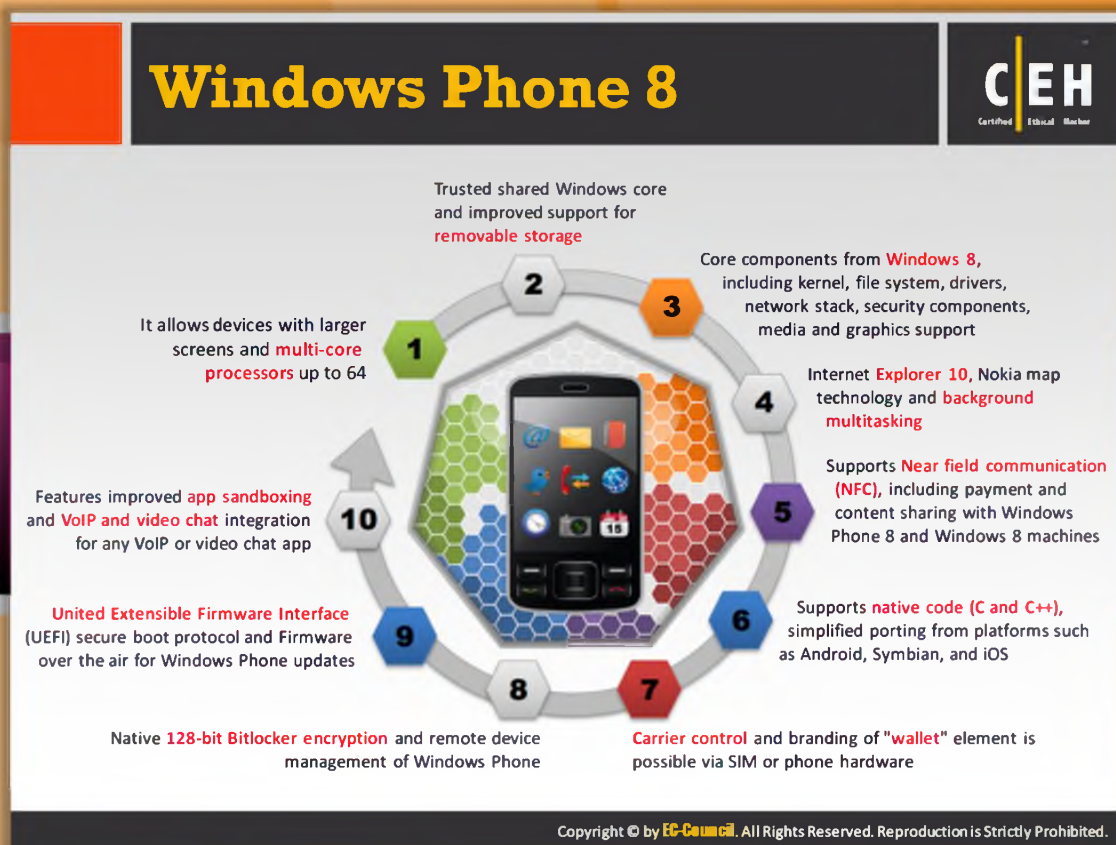 Windows Phone 8
C EH
Certified Ethical Hacker
Trusted shared Windows core
and improved support for
removable storage
2
Core components from Windows 8,
including kernel, file system, drivers,
network stack, security components,
media and graphics support
3
It allows devices with larger
screens and multi-core
processors up to 64
1
Internet Explorer 10, Nokia map
technology and background
multitasking
4
Supports Near field communication
(NFC), including payment and
content sharing with Windows
Phone 8 and Windows 8 machines
5
Features improved app sandboxing
and VoIP and video chat integration
for any VoIP or video chat app
10
15
Supports native code (C and C++),
simplified porting from platforms such
as Android, Symbian, and iOS
6
United Extensible Firmware Interface
(UEFI) secure boot protocol and Firmware
over the air for Windows Phone updates
9
8
7
Native 128-bit Bitlocker encryption and remote device
management of Windows Phone
Carrier control and branding of "wallet" element is
possible via SIM or phone hardware
Copyright © by EC-Council. All Rights Reserved. Reproduction is Strictly Prohibited.